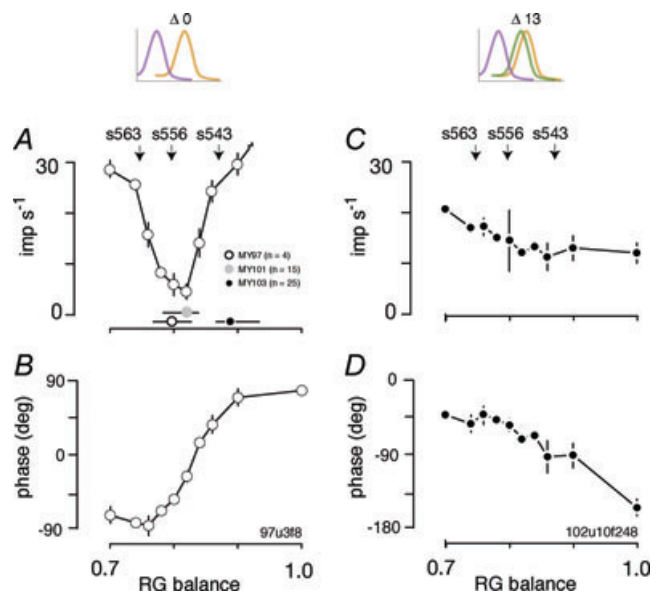 Δ 0
Δ 13
A
s563 s556 s543
30
imp s⁻¹
0
MY97 (n = 4)
MY101 (n = 15)
MY103 (n = 25)
C
s563 s556 s543
30
imp s⁻¹
0
B
90
phase (deg)
0
-90
97u3f8
0.7
RG balance
1.0
D
0
phase (deg)
-90
-180
102u10f248
0.7
RG balance
1.0